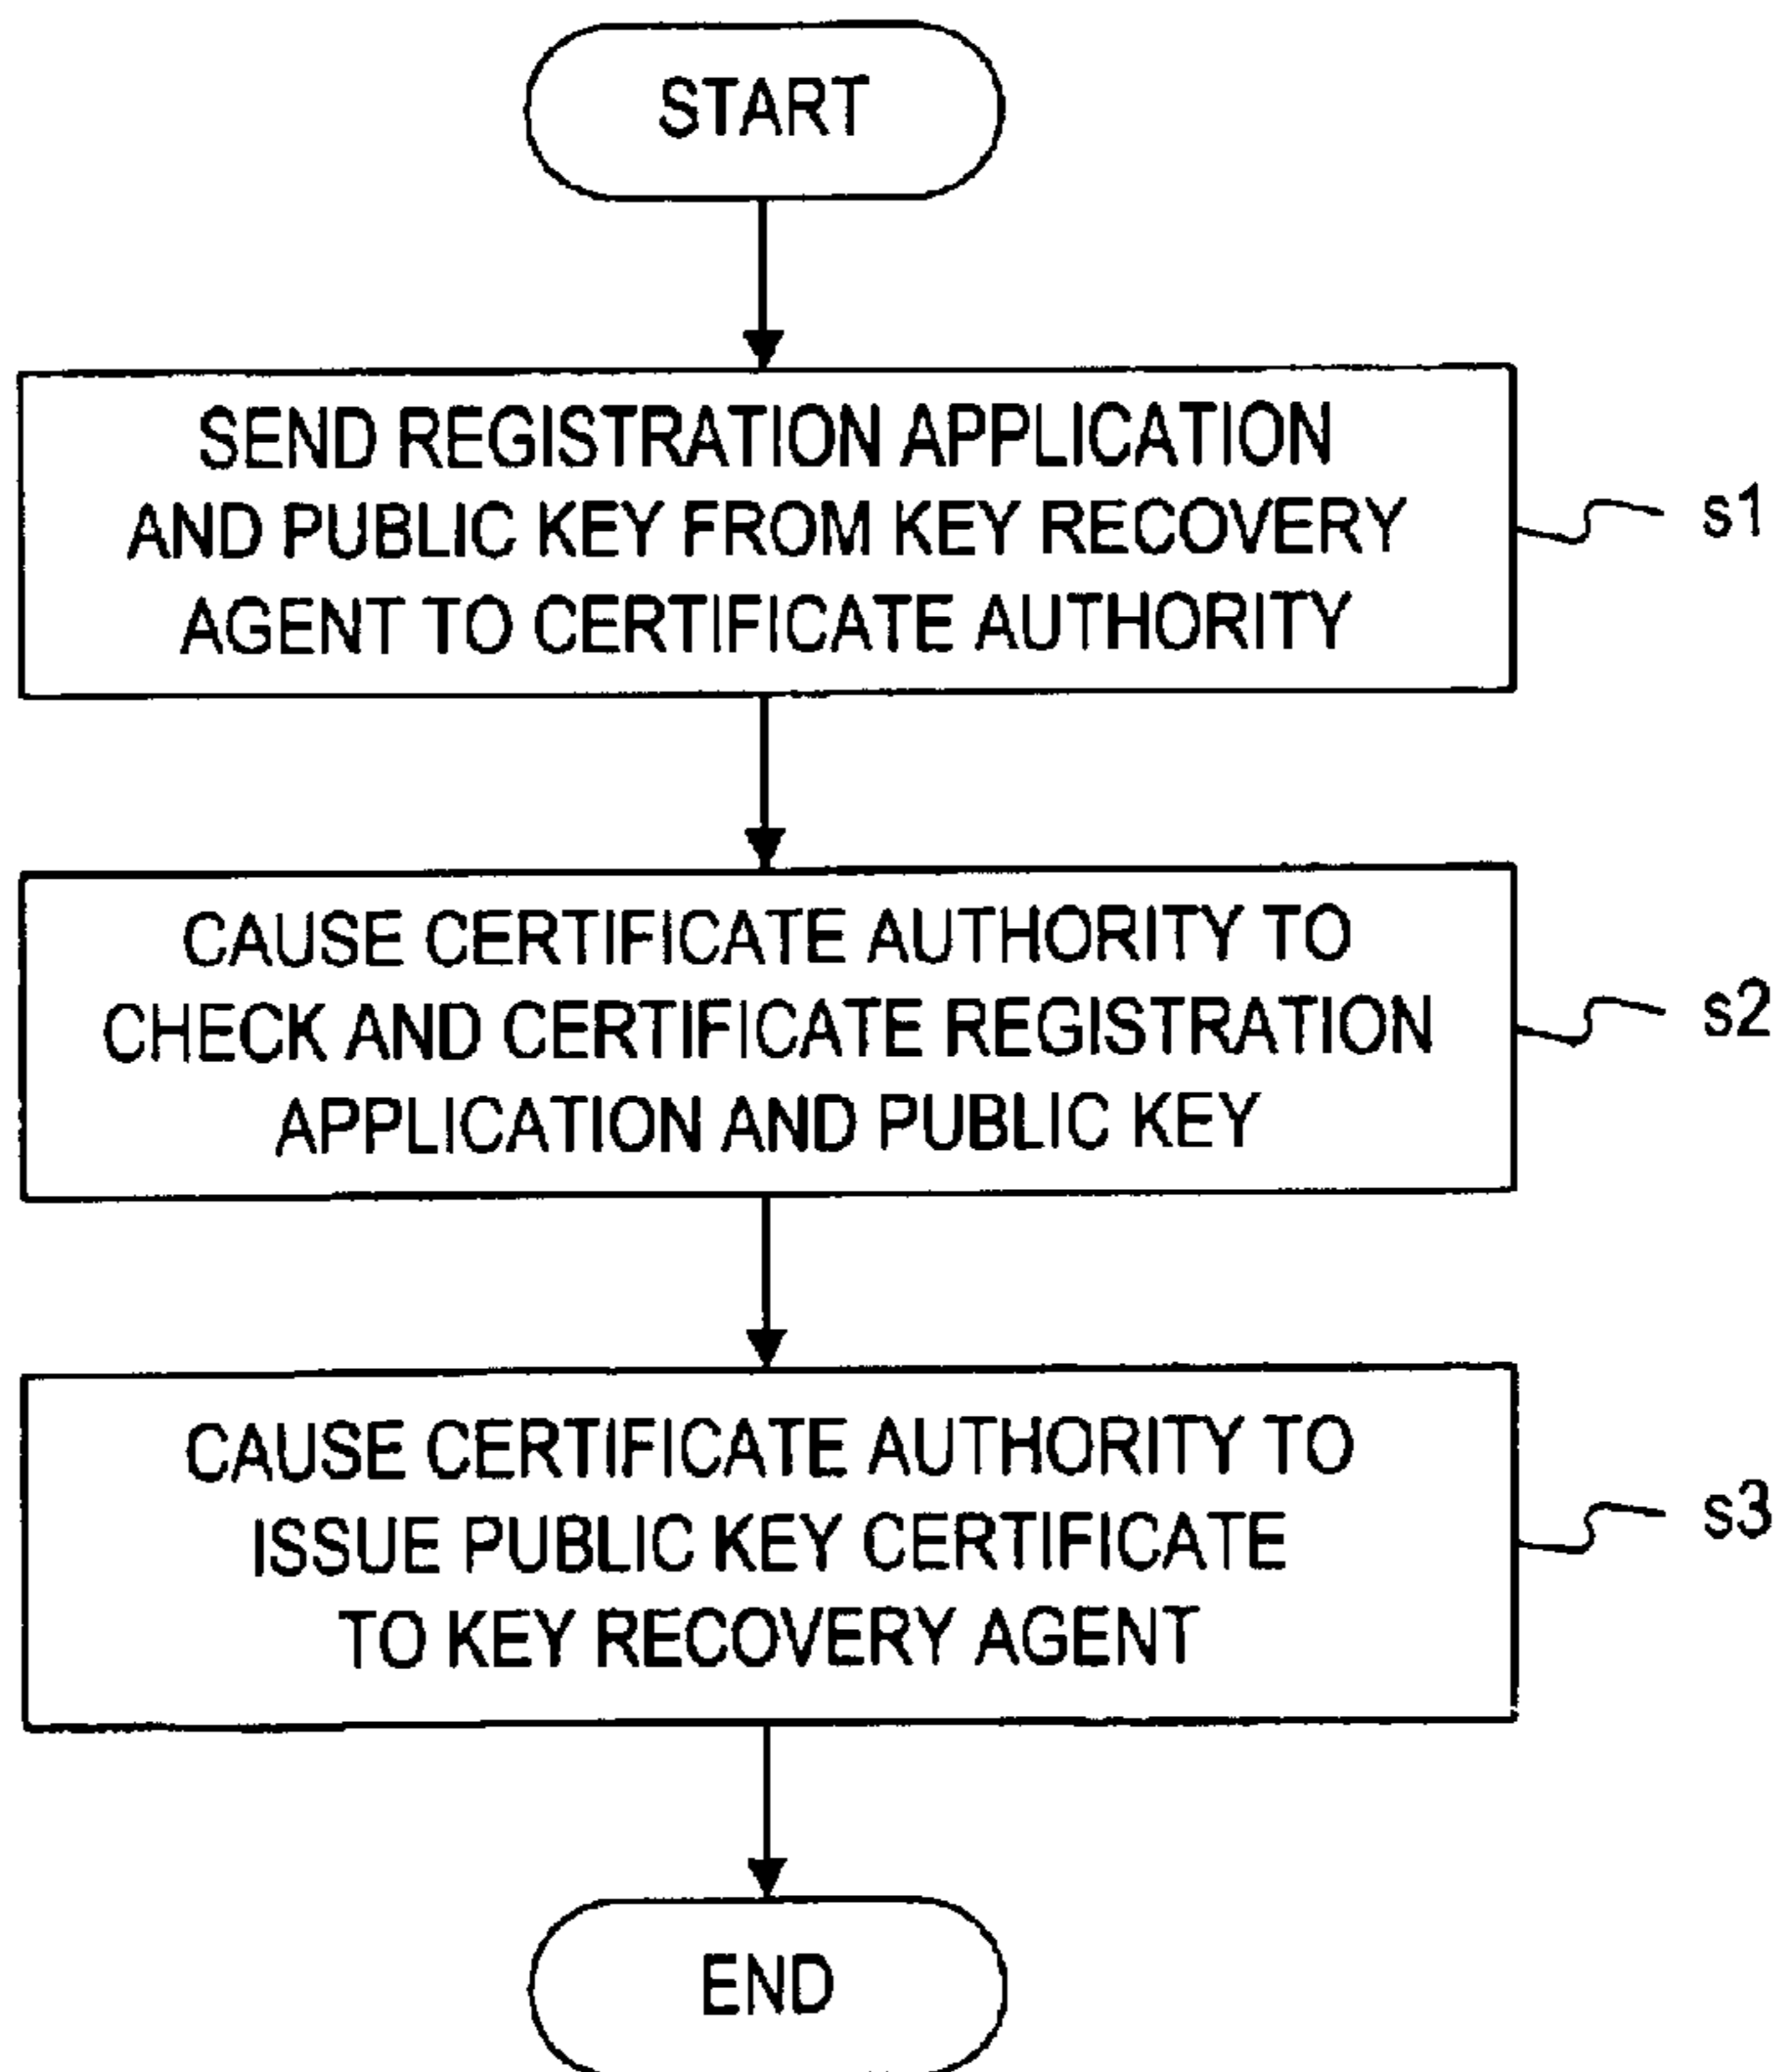 START
SEND REGISTRATION APPLICATION
AND PUBLIC KEY FROM KEY RECOVERY
AGENT TO CERTIFICATE AUTHORITY
s1
CAUSE CERTIFICATE AUTHORITY TO
CHECK AND CERTIFICATE REGISTRATION
APPLICATION AND PUBLIC KEY
s2
CAUSE CERTIFICATE AUTHORITY TO
ISSUE PUBLIC KEY CERTIFICATE
TO KEY RECOVERY AGENT
s3
END